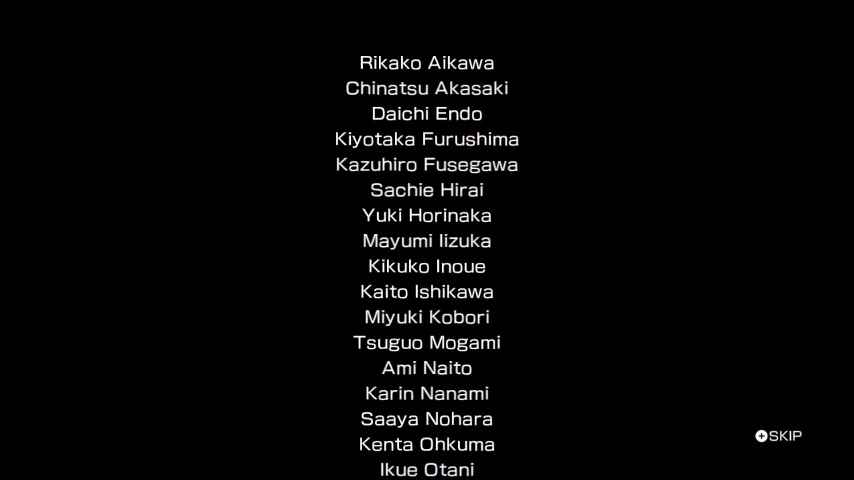 Rikako Aikawa
Chinatsu Akasaki
Daichi Endo
Kiyotaka Furushima
Kazuhiro Fusegawa
Sachie Hirai
Yuki Horinaka
Mayumi Iizuka
Kikuko Inoue
Kaito Ishikawa
Miyuki Kobori
Tsuguo Mogami
Ami Naito
Karin Nanami
Saaya Nohara
Kenta Ohkuma
SKIP
Ikue Otani